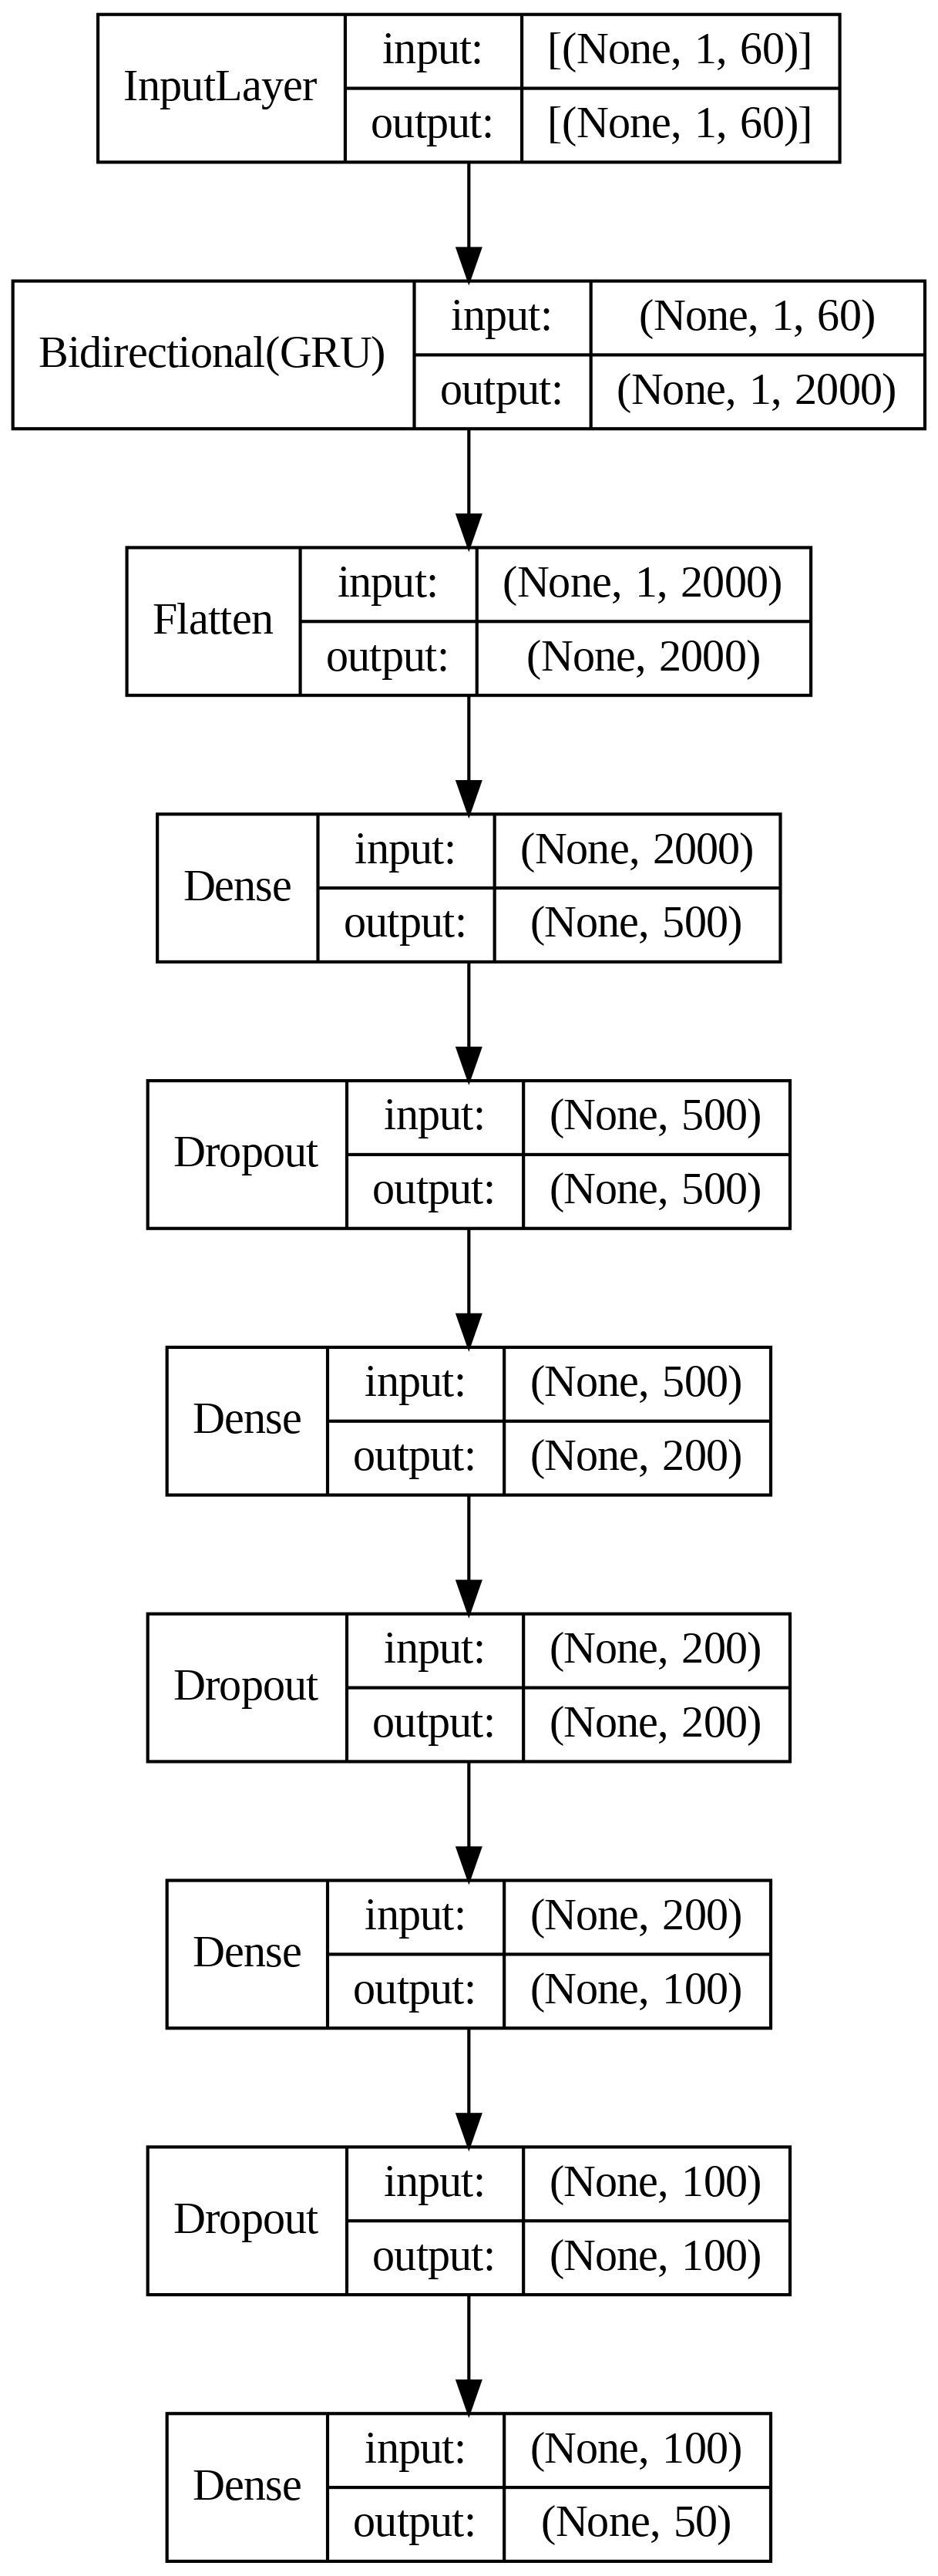 InputLayer
input: [(None, 1, 60)]
output: [(None, 1, 60)]
Bidirectional(GRU)
input: (None, 1, 60)
output: (None, 1, 2000)
Flatten
input: (None, 1, 2000)
output: (None, 2000)
Dense
input: (None, 2000)
output: (None, 500)
Dropout
input: (None, 500)
output: (None, 500)
Dense
input: (None, 500)
output: (None, 200)
Dropout
input: (None, 200)
output: (None, 200)
Dense
input: (None, 200)
output: (None, 100)
Dropout
input: (None, 100)
output: (None, 100)
Dense
input: (None, 100)
output: (None, 50)